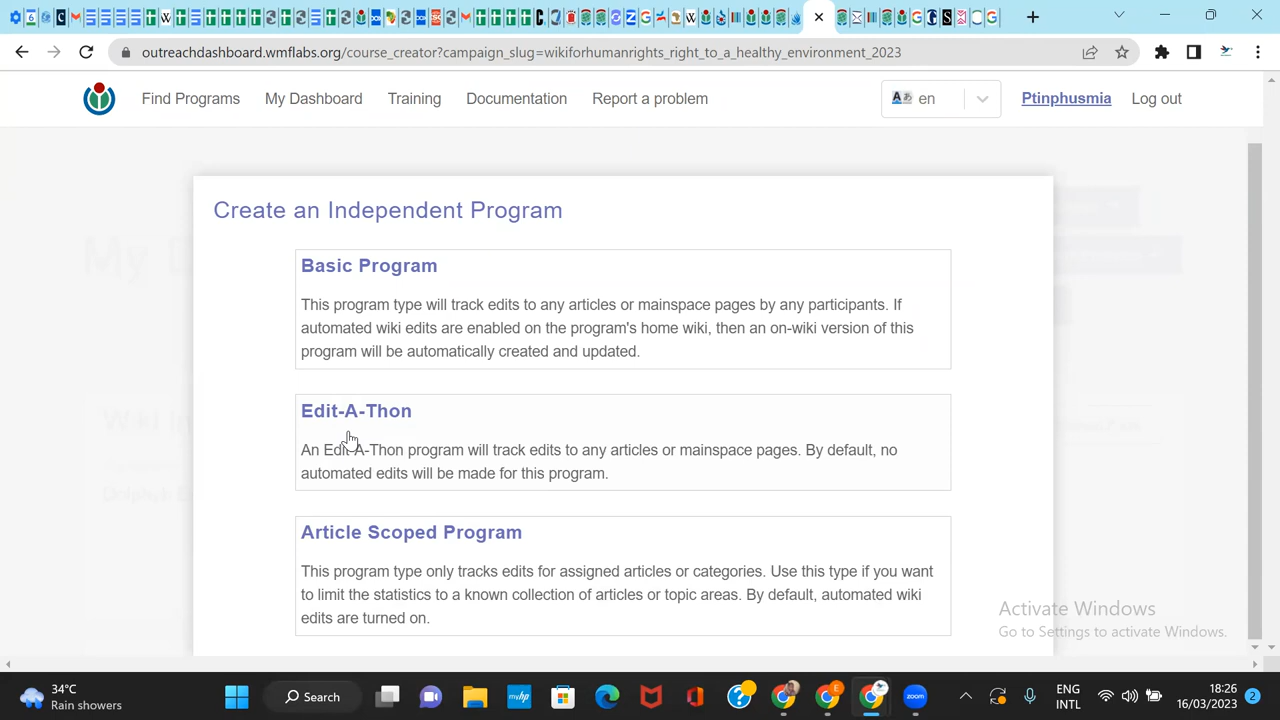 outreachdashboard.wmflabs.org/course_creator?campaign_slug=wikiforhumanrights_right_to_a_healthy_environment_2023
Find Programs My Dashboard Training Documentation Report a problem en Ptinphusmia Log out
Create an Independent Program
Basic Program
This program type will track edits to any articles or mainspace pages by any participants. If
automated wiki edits are enabled on the program's home wiki, then an on-wiki version of this
program will be automatically created and updated.
Edit-A-Thon
An Edit-A-Thon program will track edits to any articles or mainspace pages. By default, no
automated edits will be made for this program.
Article Scoped Program
This program type only tracks edits for assigned articles or categories. Use this type if you want
to limit the statistics to a known collection of articles or topic areas. By default, automated wiki
edits are turned on.
Activate Windows
Go to Settings to activate Windows.
34°C
Rain showers
Search
ENG
INTL
18:26
16/03/2023
2